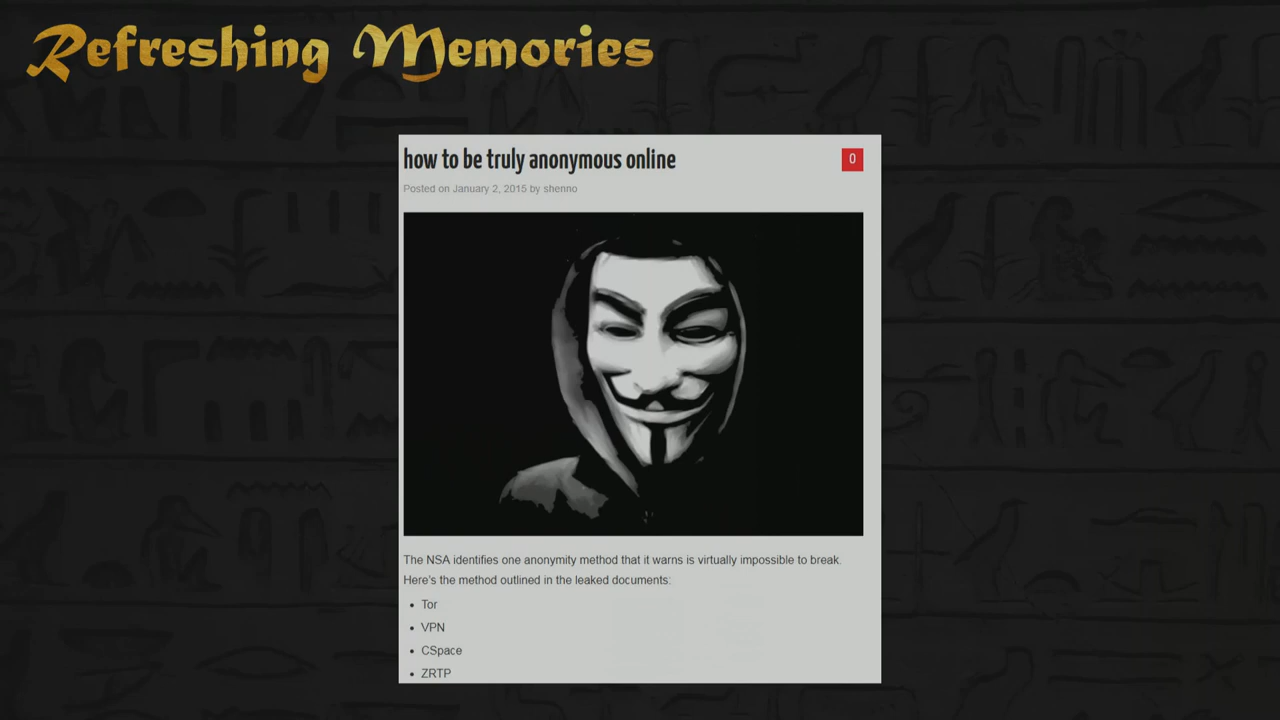 Refreshing Memories
how to be truly anonymous online
0
Posted on January 2, 2015 by shenno
The NSA identifies one anonymity method that it warns is virtually impossible to break.
Here's the method outlined in the leaked documents:
• Tor
• VPN
• CSpace
• ZRTP